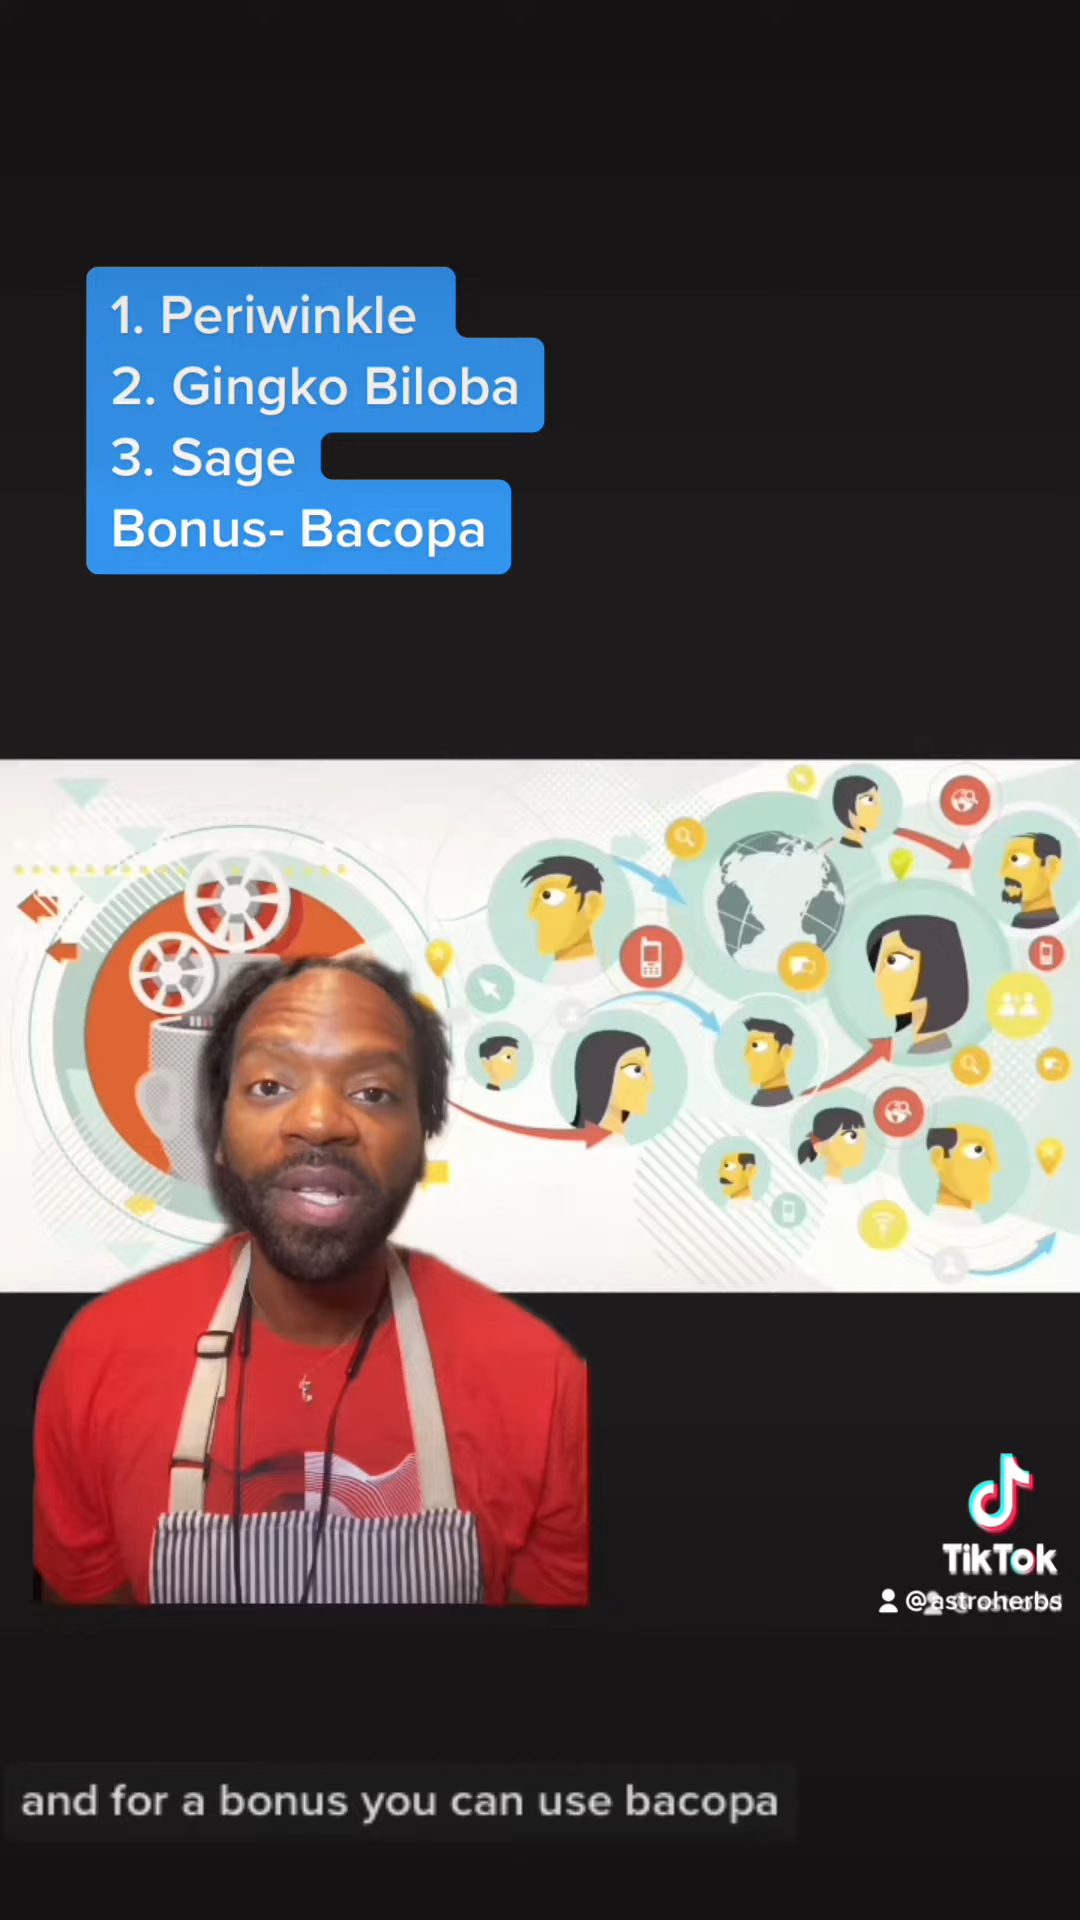 1. Periwinkle
2. Gingko Biloba
3. Sage
Bonus- Bacopa
TikTok
@astroherbs
and for a bonus you can use bacopa